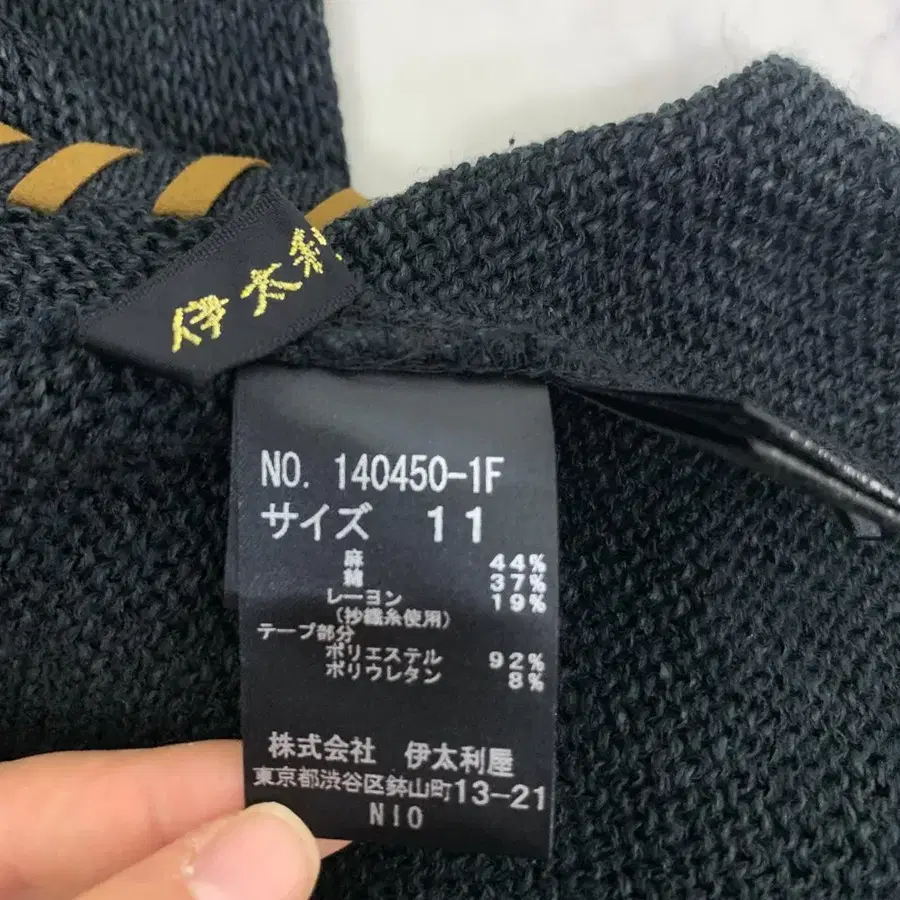 伊太利
NO. 140450-1F
サイズ 11
麻 44%
綿 37%
レーヨン 19%
(抄繊糸使用)
テープ部分
ポリエステル 92%
ポリウレタン 8%
株式会社 伊太利屋
東京都渋谷区鉢山町13-21
NIO